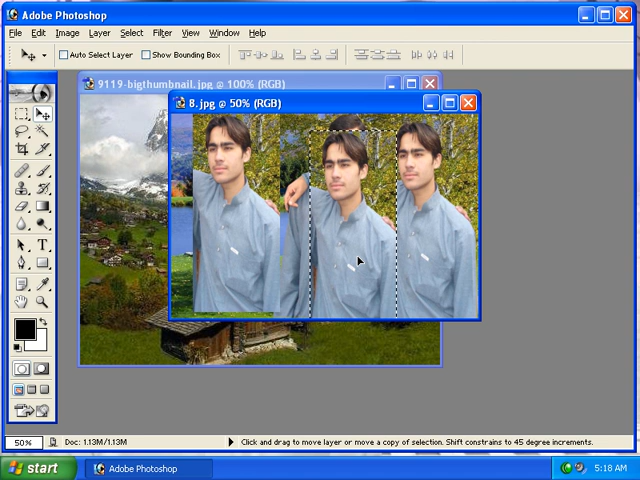 Adobe Photoshop
File Edit Image Layer Select Filter View Window Help
Auto Select Layer Show Bounding Box
9119-bigthumbnail.jpg @ 100% (RGB)
8.jpg @ 50% (RGB)
T
50% Doc: 1.13M/1.13M Click and drag to move layer or move a copy of selection. Shift constrains to 45 degree increments.
start Adobe Photoshop 5:18 AM